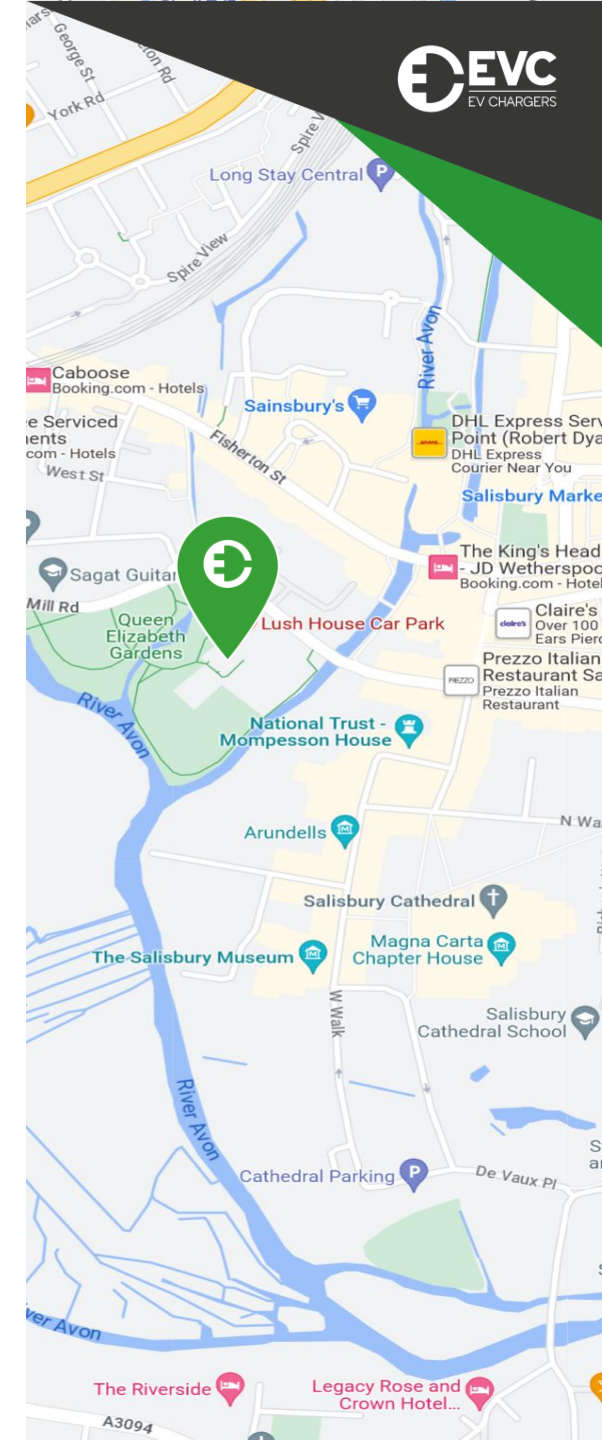 George St
York Rd
EVC
EV CHARGERS
Long Stay Central
P
Spire View
River Avon
Caboose
Booking.com - Hotels
Sainsbury's
e Serviced
ents
com - Hotels
Fisherton St
DHL Express Serv
Point (Robert Dya
DHL Express
Courier Near You
West St
Salisbury Marke
The King's Head
- JD Wetherspoo
Booking.com - Hotel
Sagat Guitar
Mill Rd
Queen
Elizabeth
Gardens
Lush House Car Park
claire's
Claire's
Over 100
Ears Pierc
PREZZO
Prezzo Italian
Restaurant Sa
Prezzo Italian
Restaurant
River Avon
National Trust -
Mompesson House
N Wa
Arundells
Salisbury Cathedral
Magna Carta
Chapter House
The Salisbury Museum
W Walk
Salisbury
Cathedral School
River Avon
Cathedral Parking
P
De Vaux Pl
ver Avon
The Riverside
Legacy Rose and
Crown Hotel...
A3094